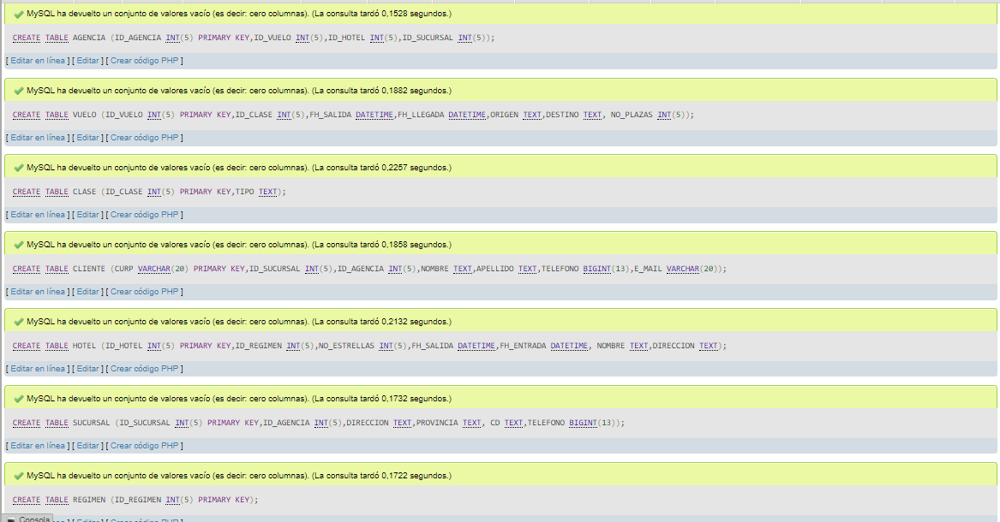 MySQL ha devuelto un conjunto de valores vacío (es decir: cero columnas). (La consulta tardó 0,1528 segundos.)
CREATE TABLE AGENCIA (ID_AGENCIA INT(5) PRIMARY KEY,ID_VUELO INT(5),ID_HOTEL INT(5),ID_SUCURSAL INT(5));
[ Editar en línea ] [ Editar ] [ Crear código PHP ]
MySQL ha devuelto un conjunto de valores vacío (es decir: cero columnas). (La consulta tardó 0,1882 segundos.)
CREATE TABLE VUELO (ID_VUELO INT(5) PRIMARY KEY,ID_CLASE INT(5),FH_SALIDA DATETIME,FH_LLEGADA DATETIME,ORIGEN TEXT,DESTINO TEXT, NO_PLAZAS INT(5));
[ Editar en línea ] [ Editar ] [ Crear código PHP ]
MySQL ha devuelto un conjunto de valores vacío (es decir: cero columnas). (La consulta tardó 0,2257 segundos.)
CREATE TABLE CLASE (ID_CLASE INT(5) PRIMARY KEY,TIPO TEXT);
[ Editar en línea ] [ Editar ] [ Crear código PHP ]
MySQL ha devuelto un conjunto de valores vacío (es decir: cero columnas). (La consulta tardó 0,1858 segundos.)
CREATE TABLE CLIENTE (CURP VARCHAR(20) PRIMARY KEY,ID_SUCURSAL INT(5),ID_AGENCIA INT(5),NOMBRE TEXT,APELLIDO TEXT,TELEFONO BIGINT(13),E_MAIL VARCHAR(20));
[ Editar en línea ] [ Editar ] [ Crear código PHP ]
MySQL ha devuelto un conjunto de valores vacío (es decir: cero columnas). (La consulta tardó 0,2132 segundos.)
CREATE TABLE HOTEL (ID_HOTEL INT(5) PRIMARY KEY,ID_REGIMEN INT(5),NO_ESTRELLAS INT(5),FH_SALIDA DATETIME,FH_ENTRADA DATETIME, NOMBRE TEXT,DIRECCION TEXT);
[ Editar en línea ] [ Editar ] [ Crear código PHP ]
MySQL ha devuelto un conjunto de valores vacío (es decir: cero columnas). (La consulta tardó 0,1732 segundos.)
CREATE TABLE SUCURSAL (ID_SUCURSAL INT(5) PRIMARY KEY,ID_AGENCIA INT(5),DIRECCION TEXT,PROVINCIA TEXT, CD TEXT,TELEFONO BIGINT(13));
[ Editar en línea ] [ Editar ] [ Crear código PHP ]
MySQL ha devuelto un conjunto de valores vacío (es decir: cero columnas). (La consulta tardó 0,1722 segundos.)
CREATE TABLE REGIMEN (ID_REGIMEN INT(5) PRIMARY KEY);
Consola ] [ Editar ] [ Crear código PHP ]